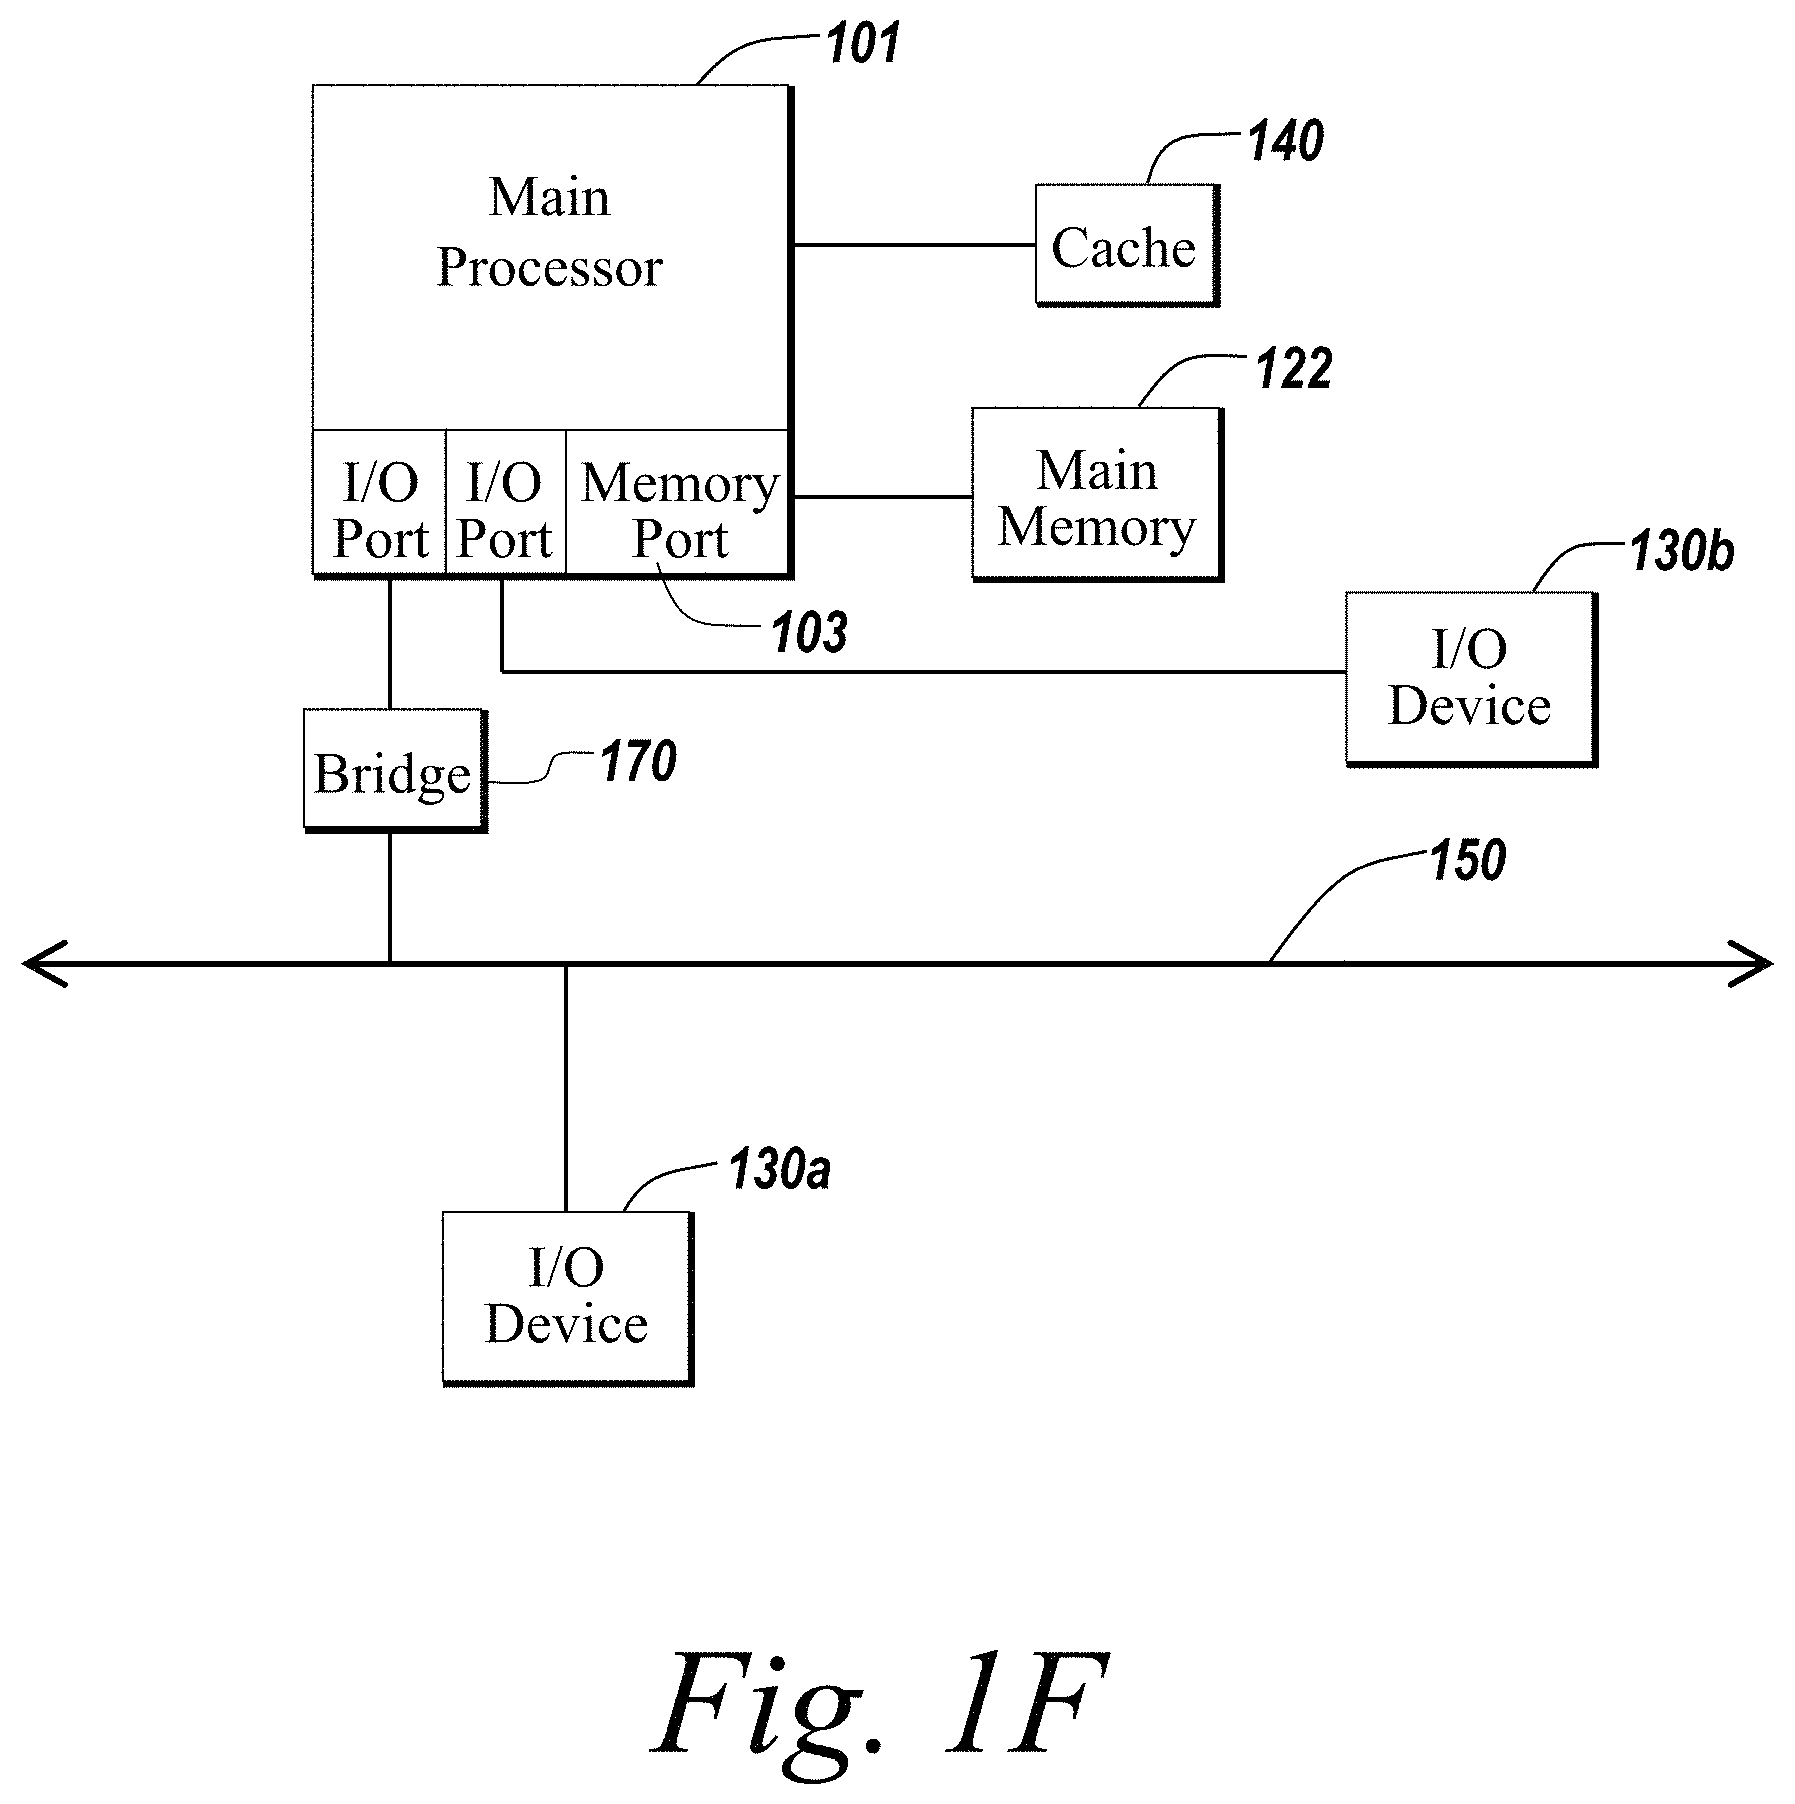 101
Main
Processor
140
Cache
122
Main
Memory
I/O
Port
I/O
Port
Memory
Port
103
130b
I/O
Device
Bridge
170
150
130a
I/O
Device
Fig. 1F